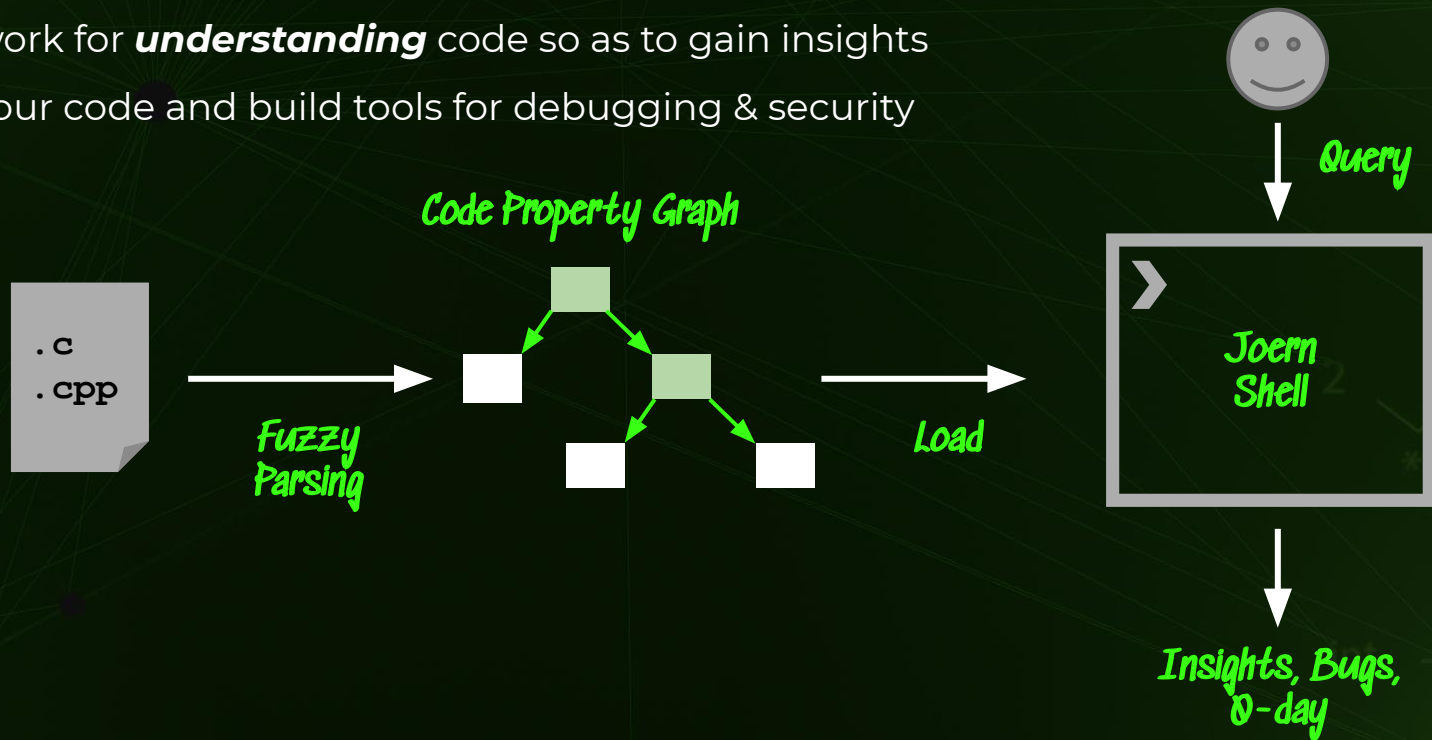 work for understanding code so as to gain insights
our code and build tools for debugging & security
Query
Code Property Graph
.c
.cpp
Fuzzy
Parsing
Load
Joern
Shell
2
*
Insights, Bugs,
0-day